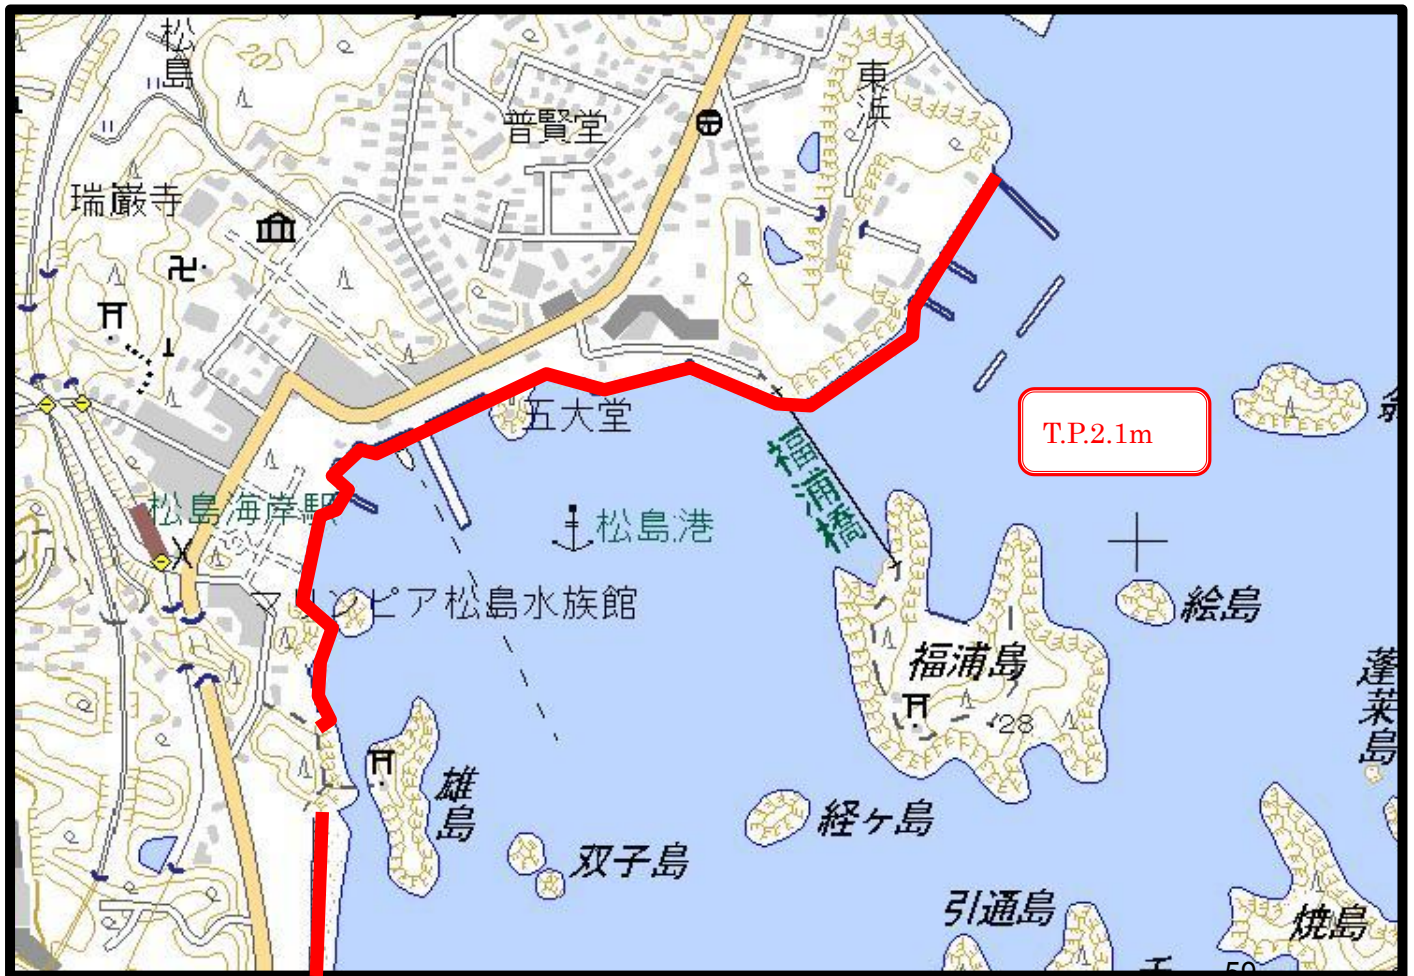 松島
20
東浜
普賢堂
瑞巌寺
五大堂
T.P.2.1m
福浦橋
松島海岸駅
松島港
マリンピア松島水族館
絵島
福浦島
28
蓬莱島
雄島
経ヶ島
双子島
引通島
焼島